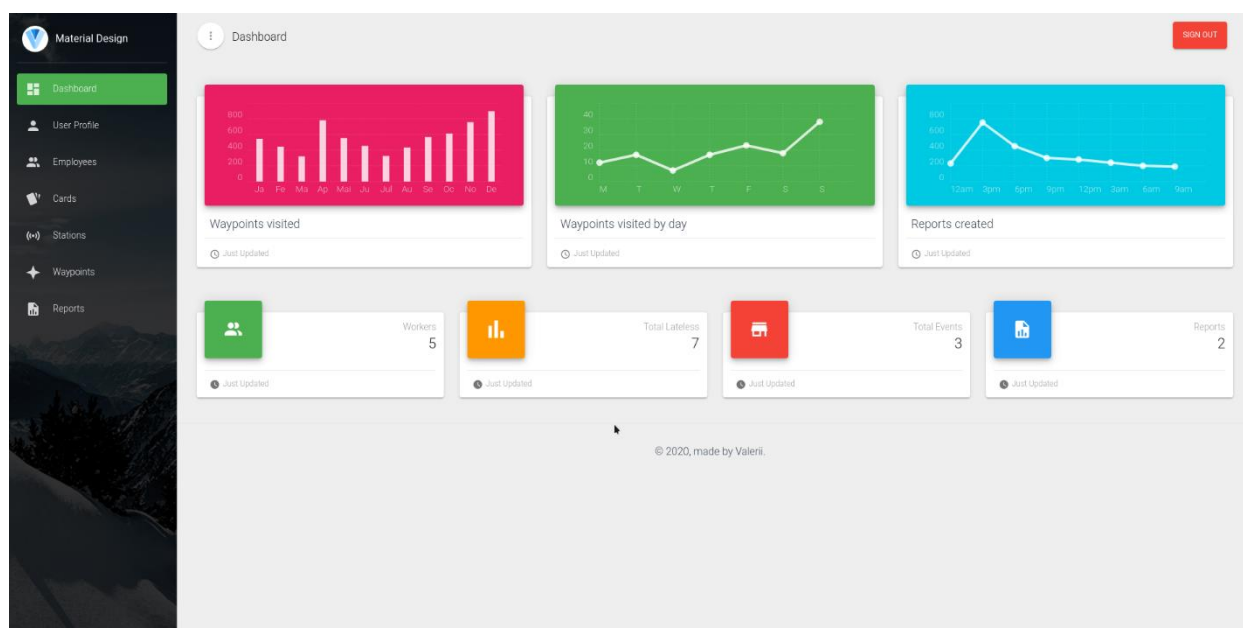 Material Design
Dashboard
SIGN OUT
Dashboard
User Profile
Employees
Cards
Stations
Waypoints
Reports
800
600
400
200
0
Ja Fe Ma Ap Mai Ju Jul Au Se Oc No De
Waypoints visited
Just Updated
40
30
20
10
0
M T W T F S S
Waypoints visited by day
Just Updated
800
600
400
200
0
12am 3pm 6pm 9pm 12pm 3am 6am 9am
Reports created
Just Updated
Workers
5
Just Updated
Total Lateless
7
Just Updated
Total Events
3
Just Updated
Reports
2
Just Updated
© 2020, made by Valerii.